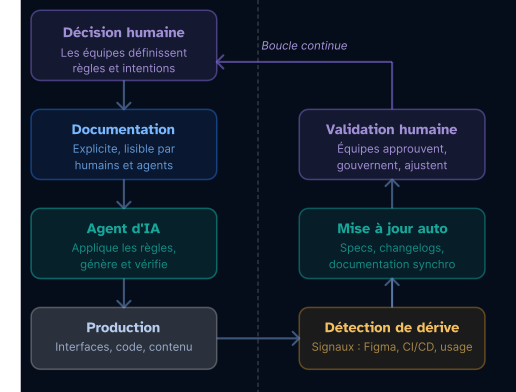 Décision humaine
Les équipes définissent
règles et intentions
Boucle continue
Documentation
Explicite, lisible par
humains et agents
Validation humaine
Équipes approuvent,
gouvernent, ajustent
Agent d'IA
Applique les règles,
génère et vérifie
Mise à jour auto
Specs, changelogs,
documentation synchro
Production
Interfaces, code, contenu
Détection de dérive
Signaux : Figma, CI/CD, usage